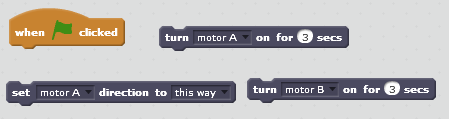 when clicked
turn motor A on for 3 secs
set motor A direction to this way
turn motor B on for 3 secs